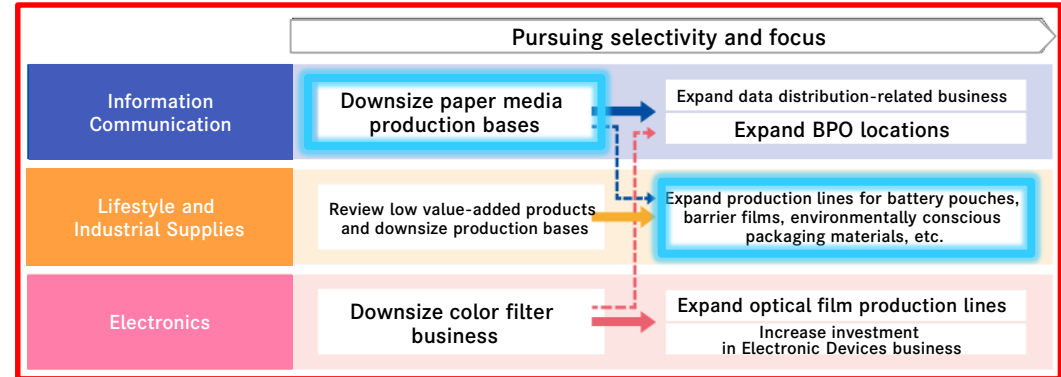 Pursuing selectivity and focus
Information
Communication
Downsize paper media
production bases
Expand data distribution-related business
Expand BPO locations
Lifestyle and
Industrial Supplies
Review low value-added products
and downsize production bases
Expand production lines for battery pouches,
barrier films, environmentally conscious
packaging materials, etc.
Electronics
Downsize color filter
business
Expand optical film production lines
Increase investment
in Electronic Devices business